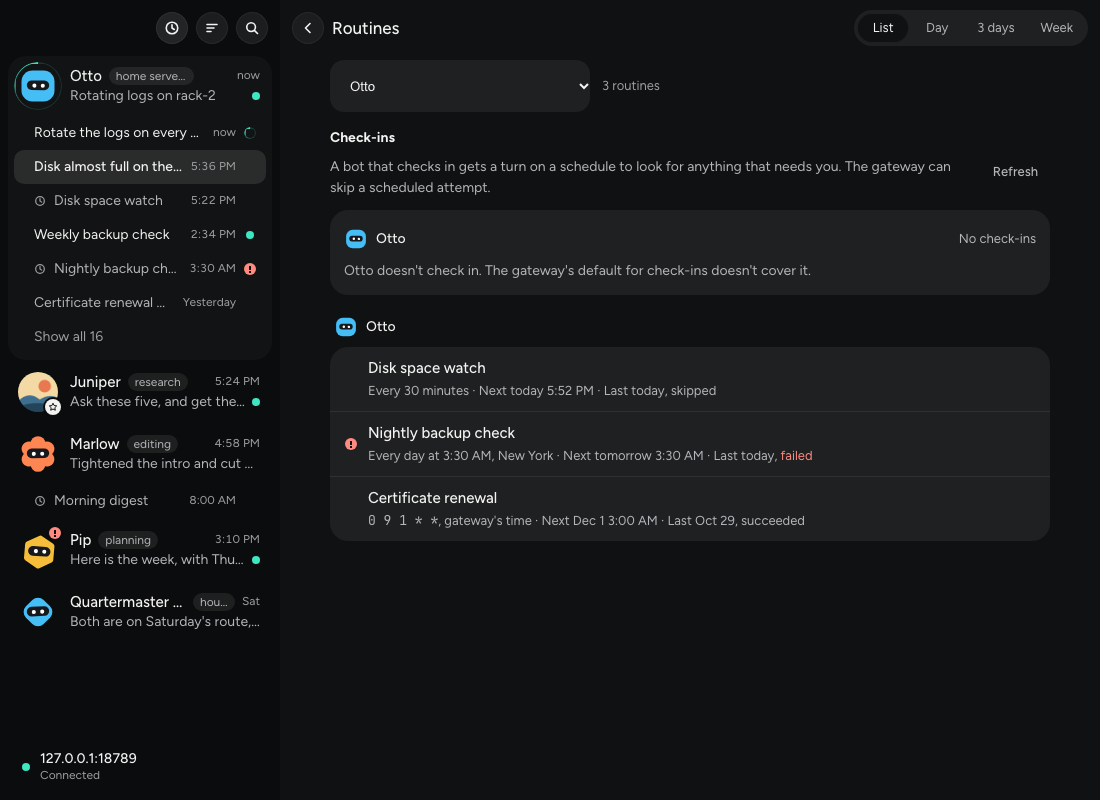 Otto home serve... now
Rotating logs on rack-2
Rotate the logs on every ... now
Disk almost full on the... 5:36 PM
Disk space watch 5:22 PM
Weekly backup check 2:34 PM
Nightly backup ch... 3:30 AM
Certificate renewal ... Yesterday
Show all 16
Juniper research 5:24 PM
Ask these five, and get the...
Marlow editing 4:58 PM
Tightened the intro and cut ...
Morning digest 8:00 AM
Pip planning 3:10 PM
Here is the week, with Thu...
Quartermaster ... hou... Sat
Both are on Saturday's route,...
127.0.0.1:18789
Connected
Routines
List Day 3 days Week
Otto 3 routines
Check-ins
A bot that checks in gets a turn on a schedule to look for anything that needs you. The gateway can
skip a scheduled attempt.
Refresh
Otto No check-ins
Otto doesn't check in. The gateway's default for check-ins doesn't cover it.
Otto
Disk space watch
Every 30 minutes · Next today 5:52 PM · Last today, skipped
Nightly backup check
Every day at 3:30 AM, New York · Next tomorrow 3:30 AM · Last today, failed
Certificate renewal
0 9 1 * *, gateway's time · Next Dec 1 3:00 AM · Last Oct 29, succeeded